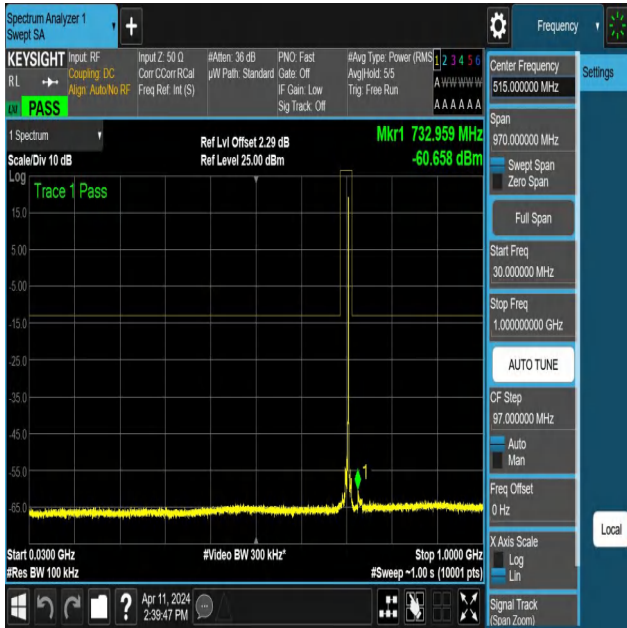 Spectrum Analyzer 1
Swept SA
+
Frequency
KEYSIGHT
RL
PASS
Input: RF
Coupling: DC
Align: Auto/No RF
Input Z: 50 Ω
Corr CCorr RCal
Freq Ref: Int (S)
#Atten: 36 dB
µW Path: Standard
PNO: Fast
Gate: Off
IF Gain: Low
Sig Track: Off
#Avg Type: Power (RMS
Avg|Hold: 5/5
Trig: Free Run
1 2 3 4 5 6
A W W W W W
A A A A A A
1 Spectrum
Scale/Div 10 dB
Ref Lvl Offset 2.29 dB
Ref Level 25.00 dBm
Mkr1 732.959 MHz
-60.658 dBm
Log
Trace 1 Pass
15.0
5.00
-5.00
-15.0
-25.0
-35.0
-45.0
-55.0
-65.0
1
Start 0.0300 GHz
#Res BW 100 kHz
#Video BW 300 kHz*
Stop 1.0000 GHz
#Sweep ~1.00 s (10001 pts)
?
Apr 11, 2024
2:39:47 PM
Center Frequency
515.000000 MHz
Span
970.000000 MHz
Swept Span
Zero Span
Full Span
Start Freq
30.000000 MHz
Stop Freq
1.000000000 GHz
AUTO TUNE
CF Step
97.000000 MHz
Auto
Man
Freq Offset
0 Hz
X Axis Scale
Log
Lin
Signal Track
(Span Zoom)
Settings
Local